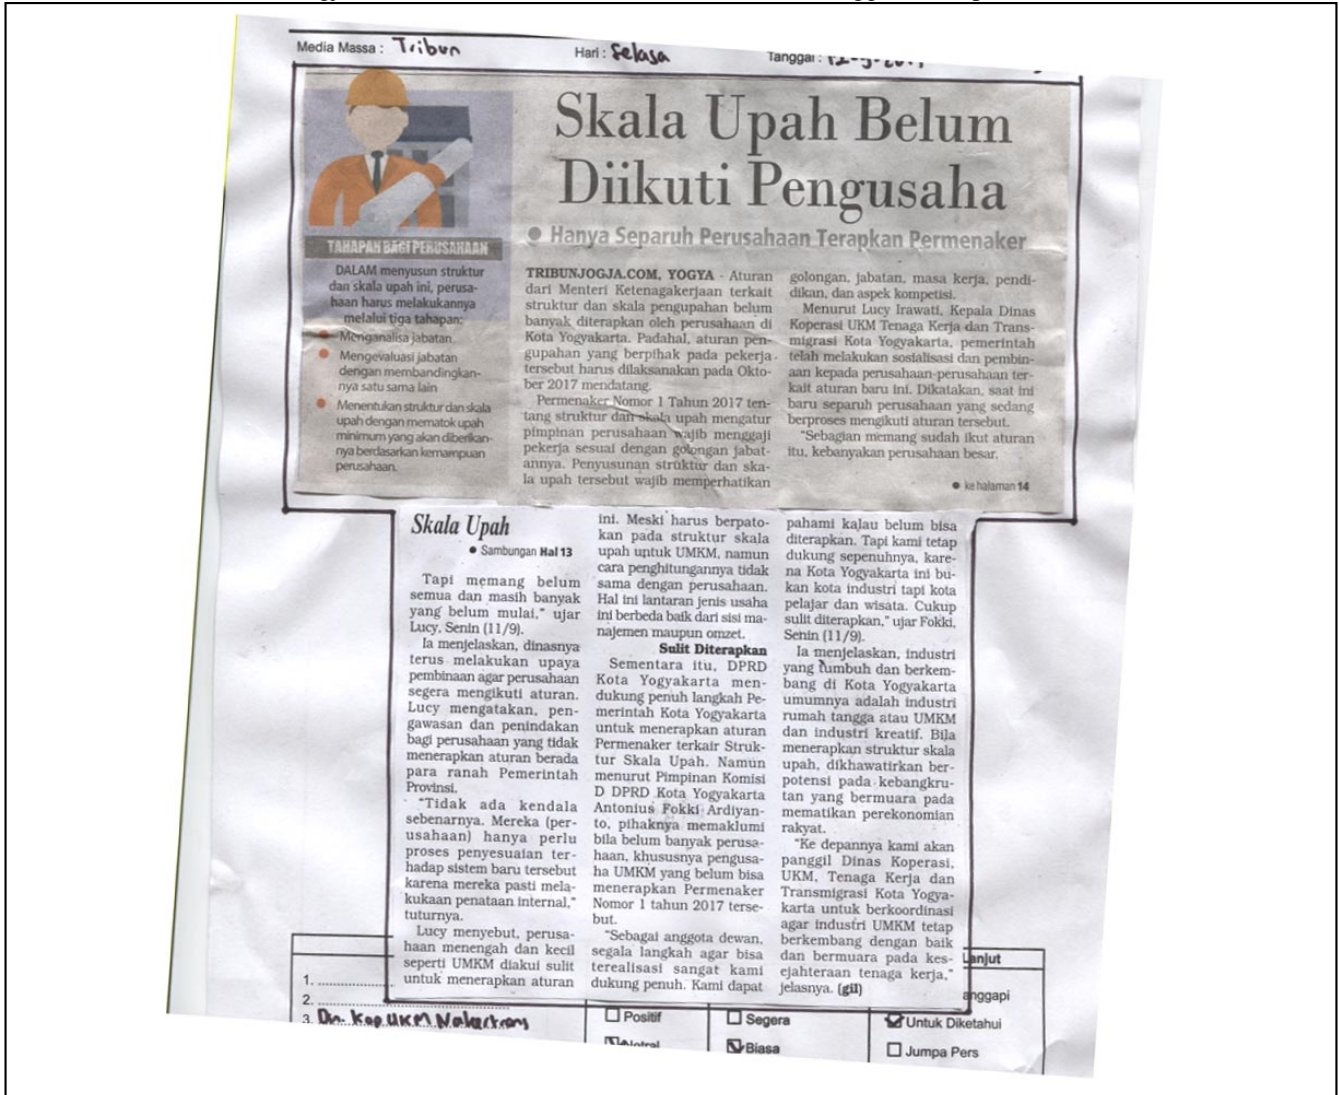 Media Massa : Tribun
Hari : Selasa
Tanggal :
Skala Upah Belum
Diikuti Pengusaha
● Hanya Separuh Perusahaan Terapkan Permenaker
TAHAPAN BAGI PERUSAHAAN
DALAM menyusun struktur
dan skala upah ini, perusa-
haan harus melakukannya
melalui tiga tahapan:
● Menganalisa jabatan
● Mengevaluasi jabatan
dengan membandingkan-
nya satu sama lain
● Menentukan struktur dan skala
upah dengan mematok upah
minimum yang akan diberikan-
nya berdasarkan kemampuan
perusahaan.
TRIBUNJOGJA.COM, YOGYA - Aturan
dari Menteri Ketenagakerjaan terkait
struktur dan skala pengupahan belum
banyak diterapkan oleh perusahaan di
Kota Yogyakarta. Padahal, aturan pen-
gupahan yang berpihak pada pekerja
tersebut harus dilaksanakan pada Okto-
ber 2017 mendatang.
Permenaker Nomor 1 Tahun 2017 ten-
tang struktur dan skala upah mengatur
pimpinan perusahaan wajib menggaji
pekerja sesuai dengan golongan jabat-
annya. Penyusunan struktur dan ska-
la upah tersebut wajib memperhatikan
golongan, jabatan, masa kerja, pendi-
dikan, dan aspek kompetisi.
Menurut Lucy Irawati, Kepala Dinas
Koperasi UKM Tenaga Kerja dan Trans-
migrasi Kota Yogyakarta, pemerintah
telah melakukan sosialisasi dan pembin-
aan kepada perusahaan-perusahaan ter-
kait aturan baru ini. Dikatakan, saat ini
baru separuh perusahaan yang sedang
berproses mengikuti aturan tersebut.
"Sebagian memang sudah ikut aturan
itu, kebanyakan perusahaan besar.
● ke halaman 14
Skala Upah
● Sambungan Hal 13
Tapi memang belum
semua dan masih banyak
yang belum mulai," ujar
Lucy, Senin (11/9).
Ia menjelaskan, dinasnya
terus melakukan upaya
pembinaan agar perusahaan
segera mengikuti aturan.
Lucy mengatakan, pen-
gawasan dan penindakan
bagi perusahaan yang tidak
menerapkan aturan berada
para ranah Pemerintah
Provinsi.
"Tidak ada kendala
sebenarnya. Mereka (per-
usahaan) hanya perlu
proses penyesuaian ter-
hadap sistem baru tersebut
karena mereka pasti mela-
kukaan penataan internal,"
tuturnya.
Lucy menyebut, perusa-
haan menengah dan kecil
seperti UMKM diakui sulit
untuk menerapkan aturan
ini. Meski harus berpato-
kan pada struktur skala
upah untuk UMKM, namun
cara penghitungannya tidak
sama dengan perusahaan.
Hal ini lantaran jenis usaha
ini berbeda baik dari sisi ma-
najemen maupun omzet.
Sulit Diterapkan
Sementara itu, DPRD
Kota Yogyakarta men-
dukung penuh langkah Pe-
merintah Kota Yogyakarta
untuk menerapkan aturan
Permenaker terkair Struk-
tur Skala Upah. Namun
menurut Pimpinan Komisi
D DPRD Kota Yogyakarta
Antonius Fokki Ardiyan-
to, pihaknya memaklumi
bila belum banyak perusa-
haan, khususnya pengusa-
ha UMKM yang belum bisa
menerapkan Permenaker
Nomor 1 tahun 2017 terse-
but.
"Sebagai anggota dewan,
segala langkah agar bisa
terealisasi sangat kami
dukung penuh. Kami dapat
pahami kalau belum bisa
diterapkan. Tapi kami tetap
dukung sepenuhnya, kare-
na Kota Yogyakarta ini bu-
kan kota industri tapi kota
pelajar dan wisata. Cukup
sulit diterapkan," ujar Fokki,
Senin (11/9).
Ia menjelaskan, industri
yang tumbuh dan berkem-
bang di Kota Yogyakarta
umumnya adalah industri
rumah tangga atau UMKM
dan industri kreatif. Bila
menerapkan struktur skala
upah, dikhawatirkan ber-
potensi pada kebangkru-
tan yang bermuara pada
mematikan perekonomian
rakyat.
"Ke depannya kami akan
panggil Dinas Koperasi,
UKM, Tenaga Kerja dan
Transmigrasi Kota Yogya-
karta untuk berkoordinasi
agar industri UMKM tetap
berkembang dengan baik
dan bermuara pada kes-
ejahteraan tenaga kerja,"
jelasnya. (gil)
Lanjut
1.
2.
3. Din. Kop UKM Nakertrans
Positif
Netral
Segera
Biasa
anggapi
Untuk Diketahui
Jumpa Pers